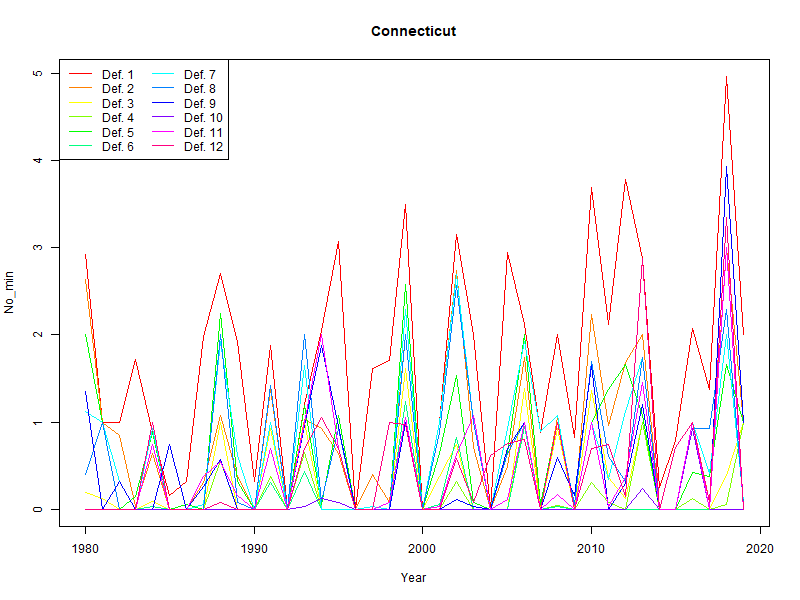 Connecticut
Def. 1 Def. 7
Def. 2 Def. 8
Def. 3 Def. 9
Def. 4 Def. 10
Def. 5 Def. 11
Def. 6 Def. 12
No_min
5
4
3
2
1
0
1980 1990 2000 2010 2020
Year